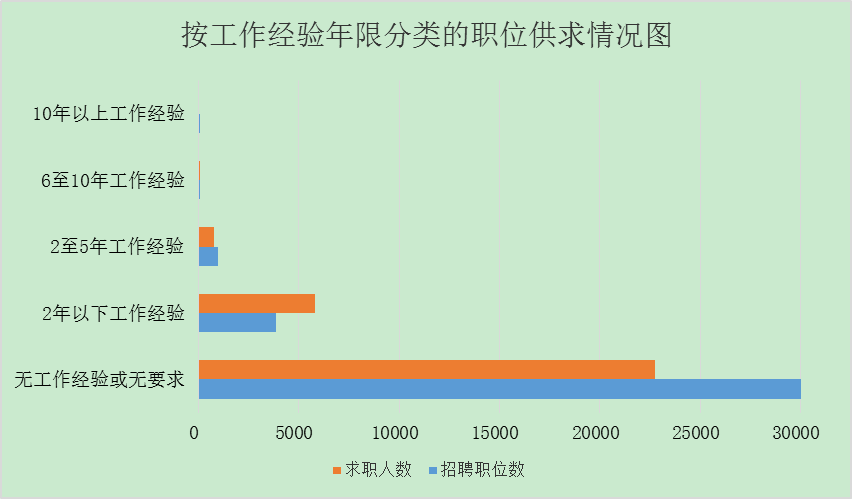 按工作经验年限分类的职位供求情况图
10年以上工作经验
6至10年工作经验
2至5年工作经验
2年以下工作经验
无工作经验或无要求
0 5000 10000 15000 20000 25000 30000
求职人数 招聘职位数